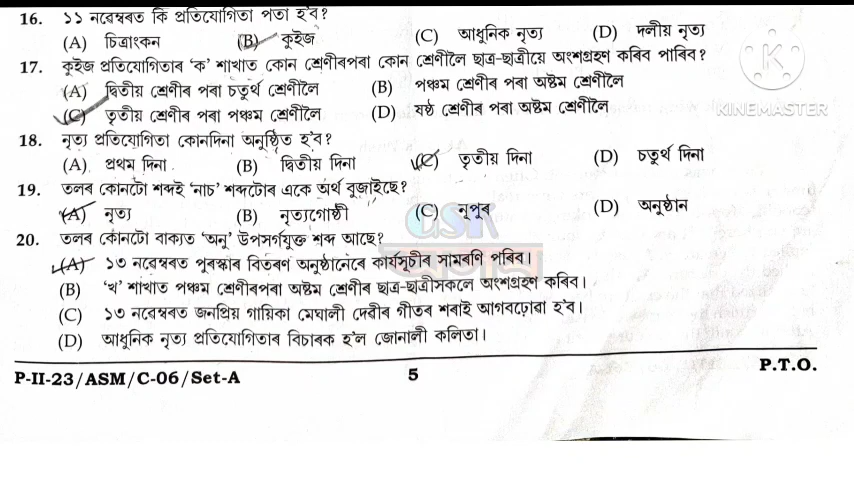 16. ১১ নৱেম্বৰত কি প্ৰতিযোগিতা পতা হ'ব?
(A) চিত্ৰাংকন (B) কুইজ (C) আধুনিক নৃত্য (D) দলীয় নৃত্য
17. কুইজ প্ৰতিযোগিতাৰ 'ক' শাখাত কোন শ্ৰেণীৰপৰা কোন শ্ৰেণীলৈ ছাত্ৰ-ছাত্ৰীয়ে অংশগ্ৰহণ কৰিব পাৰিব?
(A) দ্বিতীয় শ্ৰেণীৰ পৰা চতুৰ্থ শ্ৰেণীলৈ (B) পঞ্চম শ্ৰেণীৰ পৰা অষ্টম শ্ৰেণীলৈ
(C) তৃতীয় শ্ৰেণীৰ পৰা পঞ্চম শ্ৰেণীলৈ (D) ষষ্ঠ শ্ৰেণীৰ পৰা অষ্টম শ্ৰেণীলৈ
KINEMASTER
18. নৃত্য প্ৰতিযোগিতা কোনদিনা অনুষ্ঠিত হ'ব?
(A) প্ৰথম দিনা (B) দ্বিতীয় দিনা (C) তৃতীয় দিনা (D) চতুৰ্থ দিনা
19. তলৰ কোনটো শব্দই 'নাচ' শব্দটোৰ একে অৰ্থ বুজাইছে?
(A) নৃত্য (B) নৃত্যগোষ্ঠী (C) নূপুৰ (D) অনুষ্ঠান
20. তলৰ কোনটো বাক্যত 'অনু' উপসৰ্গযুক্ত শব্দ আছে?
(A) ১৩ নৱেম্বৰত পুৰস্কাৰ বিতৰণ অনুষ্ঠানেৰে কাৰ্যসূচীৰ সামৰণি পৰিব।
(B) 'খ' শাখাত পঞ্চম শ্ৰেণীৰপৰা অষ্টম শ্ৰেণীৰ ছাত্ৰ-ছাত্ৰীসকলে অংশগ্ৰহণ কৰিব।
(C) ১৩ নৱেম্বৰত জনপ্ৰিয় গায়িকা মেঘালী দেৱীৰ গীতৰ শৰাই আগবঢ়োৱা হ'ব।
(D) আধুনিক নৃত্য প্ৰতিযোগিতাৰ বিচাৰক হ'ল জোনালী কলিতা।
P-II-23/ASM/C-06/Set-A 5 P.T.O.